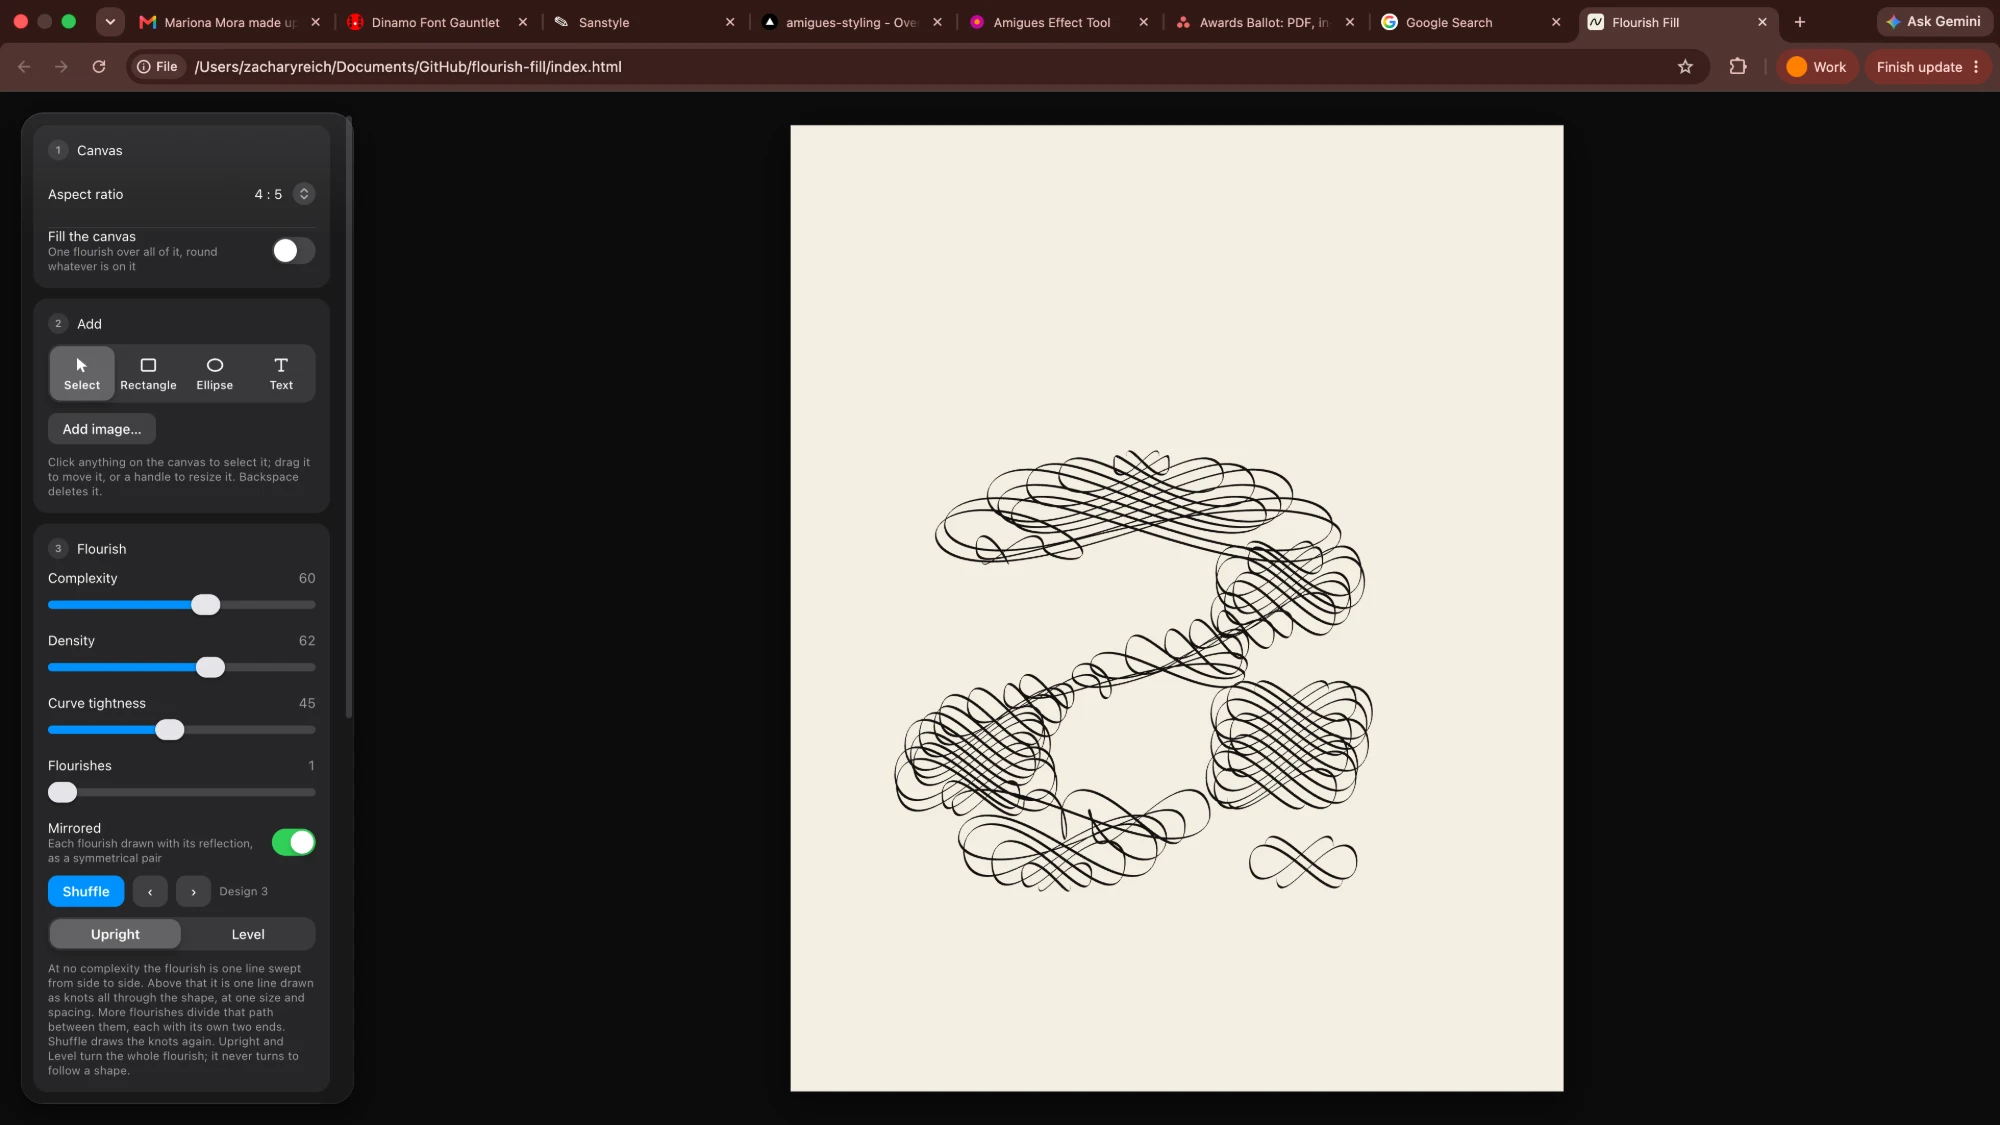 Mariona Mora made up
Dinamo Font Gauntlet
Sanstyle
amigues-styling - Ove
Amigues Effect Tool
Awards Ballot: PDF, in
Google Search
Flourish Fill
Ask Gemini
File
/Users/zacharyreich/Documents/GitHub/flourish-fill/index.html
Work
Finish update
1 Canvas
Aspect ratio 4 : 5
Fill the canvas
One flourish over all of it, round
whatever is on it
2 Add
Select Rectangle Ellipse Text
Add image...
Click anything on the canvas to select it; drag it
to move it, or a handle to resize it. Backspace
deletes it.
3 Flourish
Complexity 60
Density 62
Curve tightness 45
Flourishes 1
Mirrored
Each flourish drawn with its reflection,
as a symmetrical pair
Shuffle ‹ › Design 3
Upright Level
At no complexity the flourish is one line swept
from side to side. Above that it is one line drawn
as knots all through the shape, at one size and
spacing. More flourishes divide that path
between them, each with its own two ends.
Shuffle draws the knots again. Upright and
Level turn the whole flourish; it never turns to
follow a shape.
a